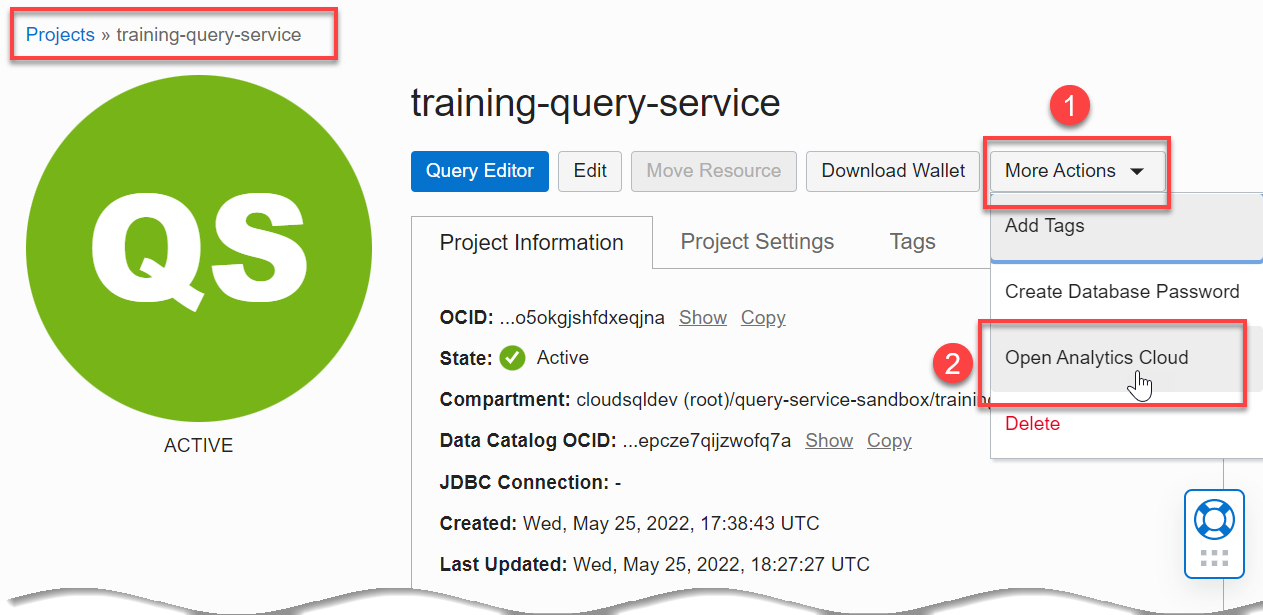 Projects » training-query-service
QS
ACTIVE
training-query-service
1
Query Editor Edit Move Resource Download Wallet More Actions
Add Tags
Create Database Password
2 Open Analytics Cloud
Delete
Project Information Project Settings Tags
OCID: ...o5okgjshfdxeqjna Show Copy
State: Active
Compartment: cloudsqldev (root)/query-service-sandbox/training
Data Catalog OCID: ...epcze7qijzwofq7a Show Copy
JDBC Connection: -
Created: Wed, May 25, 2022, 17:38:43 UTC
Last Updated: Wed, May 25, 2022, 18:27:27 UTC